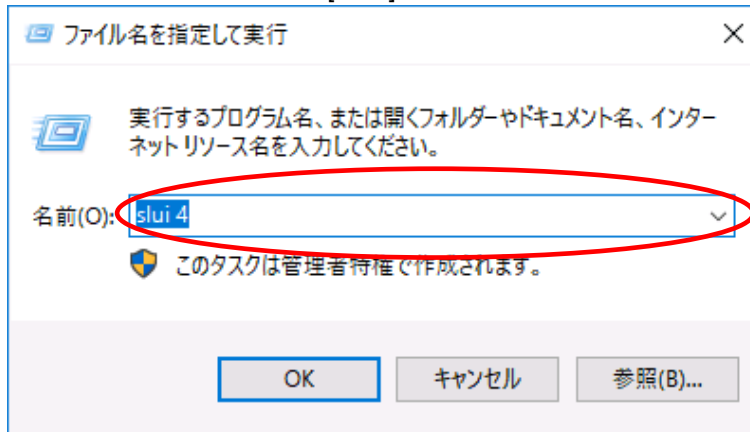 ファイル名を指定して実行
実行するプログラム名、または開くフォルダーやドキュメント名、インター
ネット リソース名を入力してください。
名前(O): slui 4
このタスクは管理者特権で作成されます。
OK キャンセル 参照(B)...